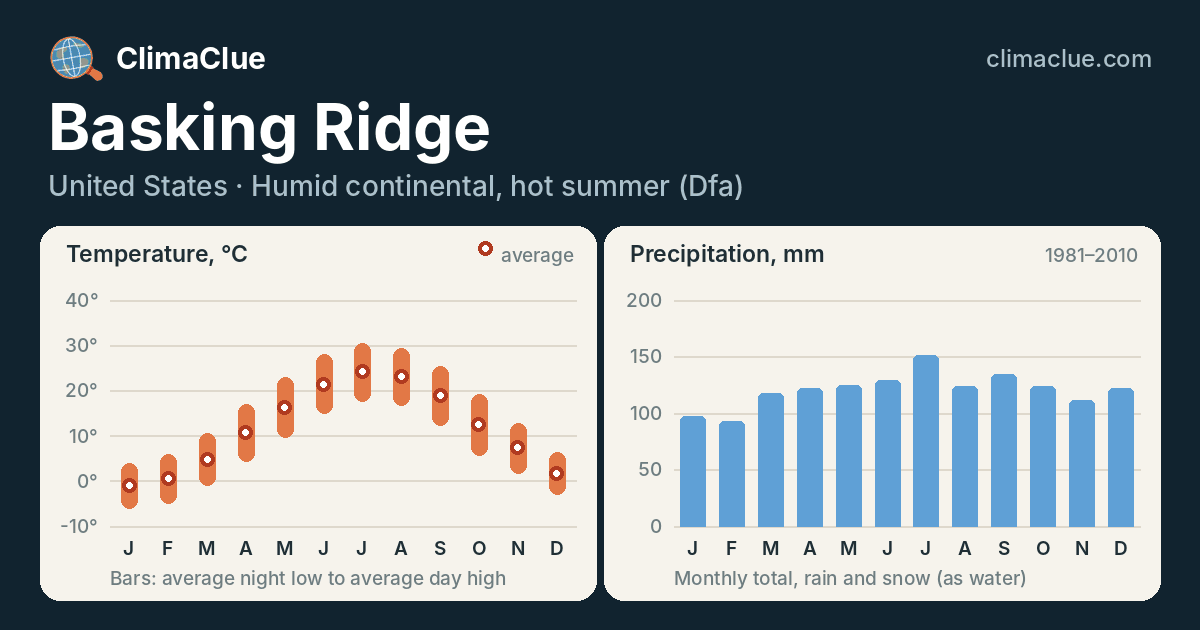 ClimaClue
climaclue.com
Basking Ridge
United States · Humid continental, hot summer (Dfa)
Temperature, °C
average
40°
30°
20°
10°
0°
-10°
J F M A M J J A S O N D
Bars: average night low to average day high
Precipitation, mm
1981–2010
200
150
100
50
0
J F M A M J J A S O N D
Monthly total, rain and snow (as water)